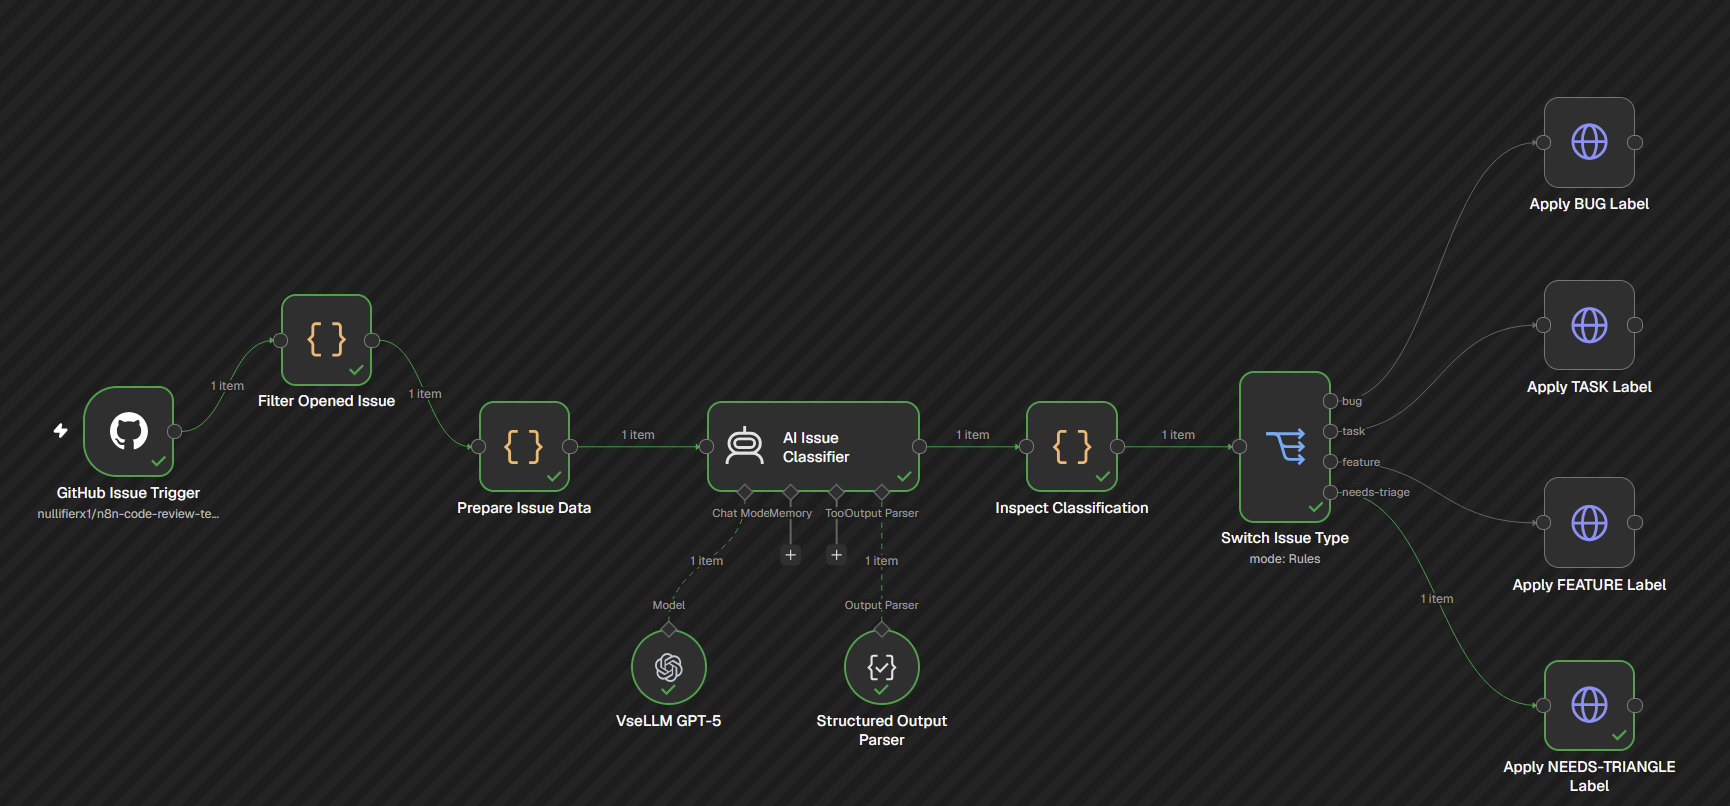 Apply BUG Label
Apply TASK Label
1 item
Filter Opened Issue
1 item
GitHub Issue Trigger
nullifierx1/n8n-code-review-te...
Prepare Issue Data
1 item
AI Issue
Classifier
Chat Mode
Memory
Too
Output Parser
1 item
Model
VseLLM GPT-5
1 item
Output Parser
Structured Output
Parser
1 item
Inspect Classification
1 item
bug
task
feature
needs-triage
Switch Issue Type
mode: Rules
Apply FEATURE Label
1 item
Apply NEEDS-TRIANGLE
Label